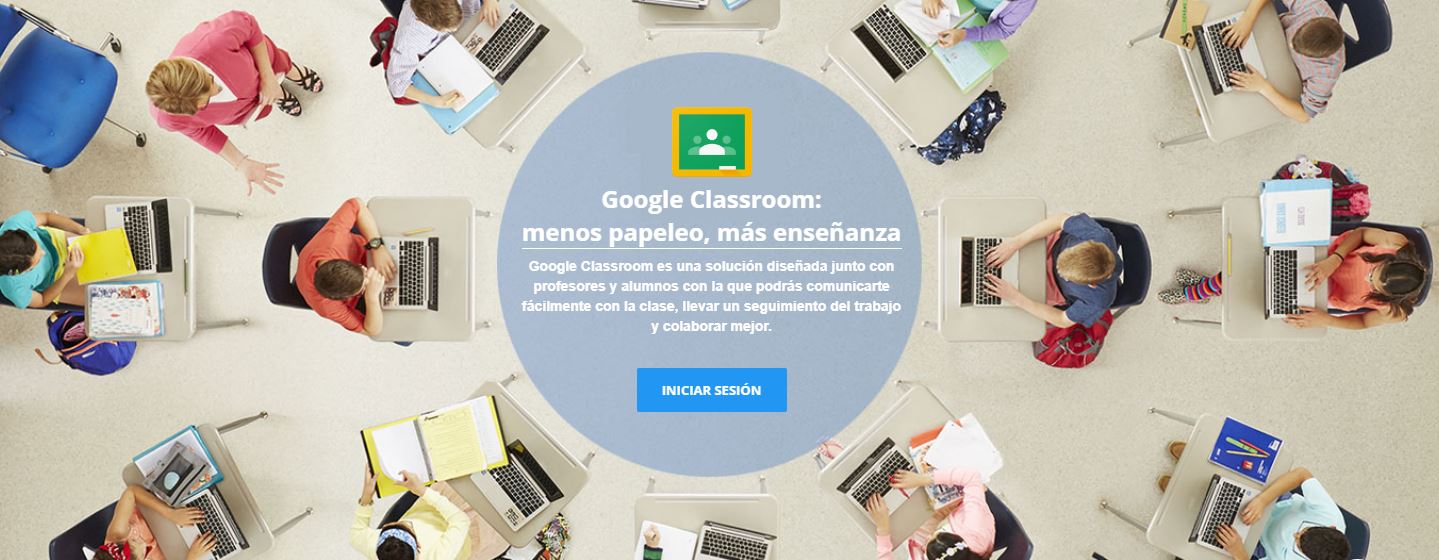 Google Classroom:
menos papeleo, más enseñanza
Google Classroom es una solución diseñada junto con
profesores y alumnos con la que podrás comunicarte
fácilmente con la clase, llevar un seguimiento del trabajo
y colaborar mejor.
INICIAR SESIÓN